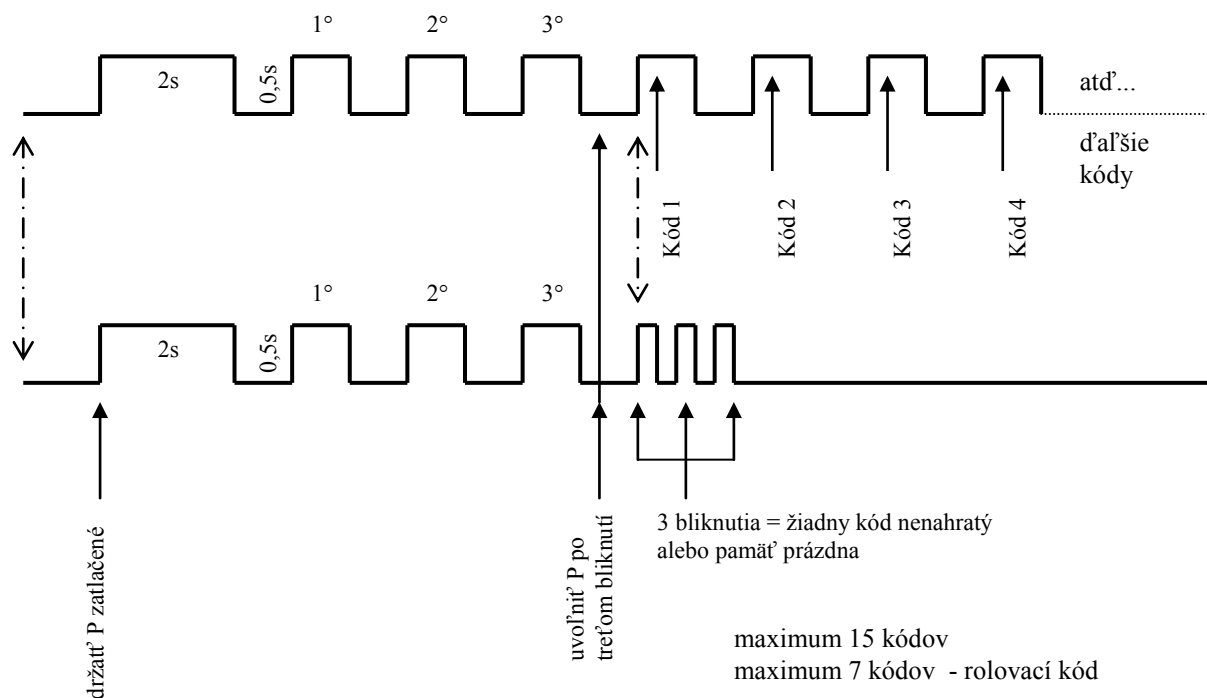 1°
2°
3°
2s
0,5s
atď...
ďaľšie
kódy
Kód 1
Kód 2
Kód 3
Kód 4
1°
2°
3°
2s
0,5s
držatť P zatlačené
uvoľniť P po
treťom bliknutí
3 bliknutia = žiadny kód nenahratý
alebo pamäť prázdna
maximum 15 kódov
maximum 7 kódov - rolovací kód